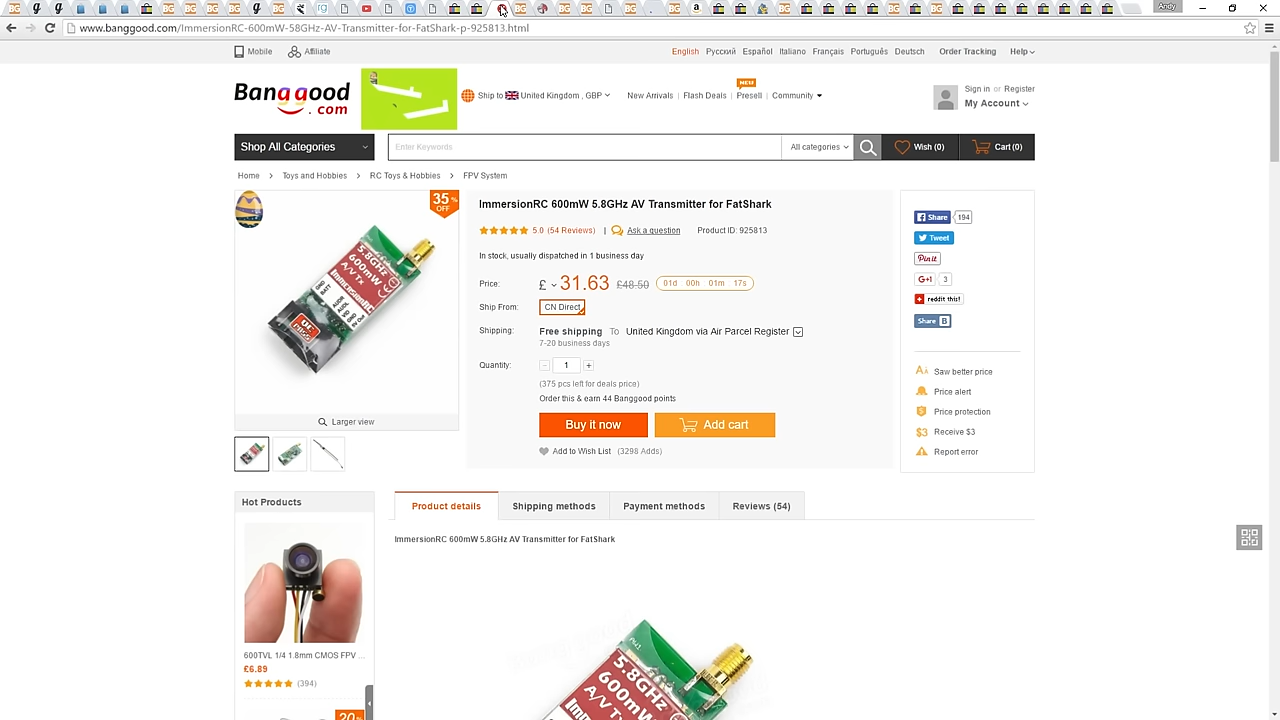 Andy
www.banggood.com/ImmersionRC-600mW-58GHz-AV-Transmitter-for-FatShark-p-925813.html
Mobile Affiliate
English Русский Español Italiano Français Português Deutsch Order Tracking Help
Banggood
.com
Ship to United Kingdom , GBP
New Arrivals | Flash Deals | Presell | Community
NEW
Sign in or Register
My Account
Shop All Categories
Enter Keywords
All categories
Wish (0)
Cart (0)
Home > Toys and Hobbies > RC Toys & Hobbies > FPV System
35%
OFF
5.8GHz
600mW
A/V Tx
ImmersionRC
Larger view
ImmersionRC 600mW 5.8GHz AV Transmitter for FatShark
5.0 (54 Reviews) | Ask a question Product ID: 925813
In stock, usually dispatched in 1 business day
Price: £ 31.63 £48.50 01d 00h 01m 17s
Ship From: CN Direct
Shipping: Free shipping To United Kingdom via Air Parcel Register
7-20 business days
Quantity: - 1 +
(375 pcs left for deals price)
Order this & earn 44 Banggood points
Buy it now
Add cart
Add to Wish List (3298 Adds)
Share 194
Tweet
Pin it
G+1 3
reddit this!
Share B
Saw better price
Price alert
Price protection
$3 Receive $3
Report error
Hot Products
600TVL 1/4 1.8mm CMOS FPV ...
£6.89
(394)
20%
Product details
Shipping methods
Payment methods
Reviews (54)
ImmersionRC 600mW 5.8GHz AV Transmitter for FatShark
5.8GHz
600mW
A/V Tx